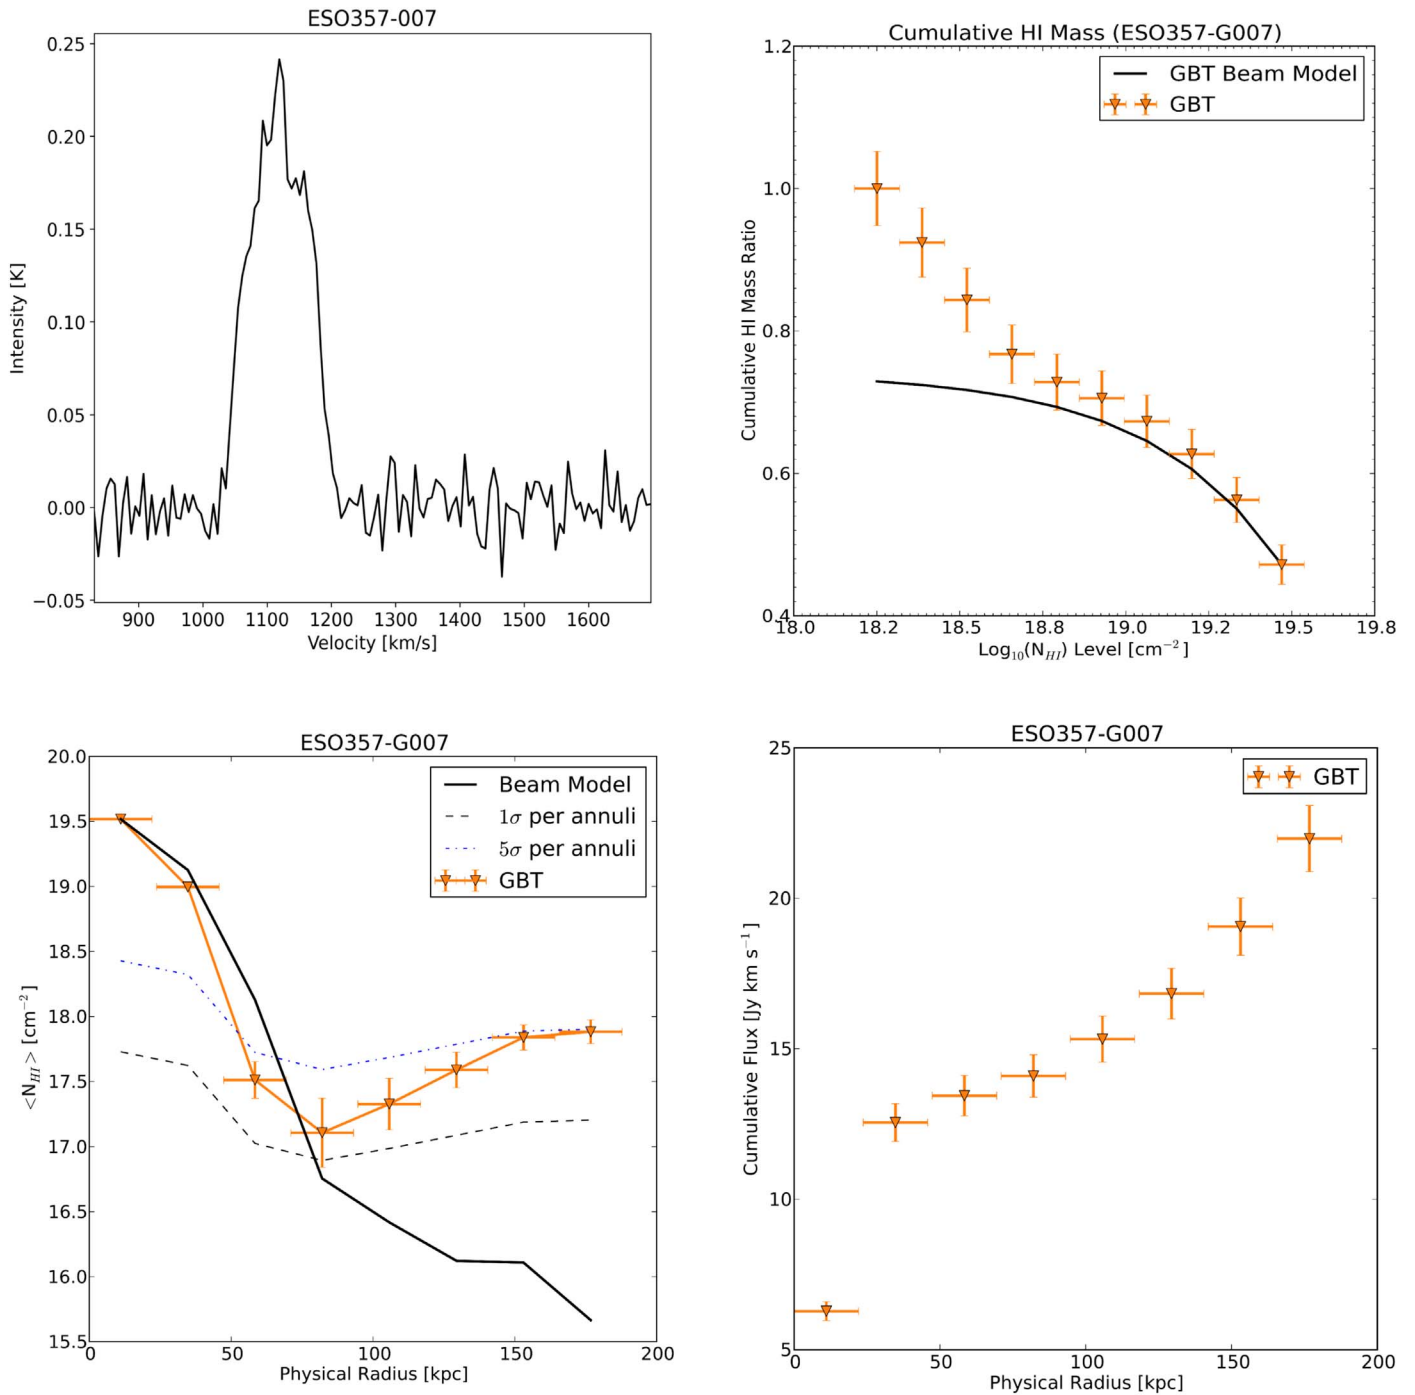 ESO357-007
0.25
0.20
0.15
0.10
0.05
0.00
−0.05
Intensity [K]
900 1000 1100 1200 1300 1400 1500 1600
Velocity [km/s]
Cumulative HI Mass (ESO357-G007)
GBT Beam Model
GBT
1.2
1.0
0.8
0.6
0.4
Cumulative HI Mass Ratio
18.0 18.2 18.5 18.8 19.0 19.2 19.5 19.8
Log₁₀(N_HI) Level [cm⁻²]
ESO357-G007
Beam Model
1σ per annuli
5σ per annuli
GBT
20.0
19.5
19.0
18.5
18.0
17.5
17.0
16.5
16.0
15.5
<N_HI> [cm⁻²]
0 50 100 150 200
Physical Radius [kpc]
ESO357-G007
GBT
25
20
15
10
5
Cumulative Flux [Jy km s⁻¹]
0 50 100 150 200
Physical Radius [kpc]